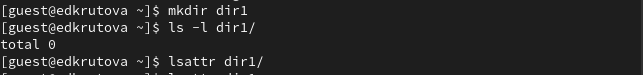 [guest@edkrutova ~]$ mkdir dir1
[guest@edkrutova ~]$ ls -l dir1/
total 0
[guest@edkrutova ~]$ lsattr dir1/